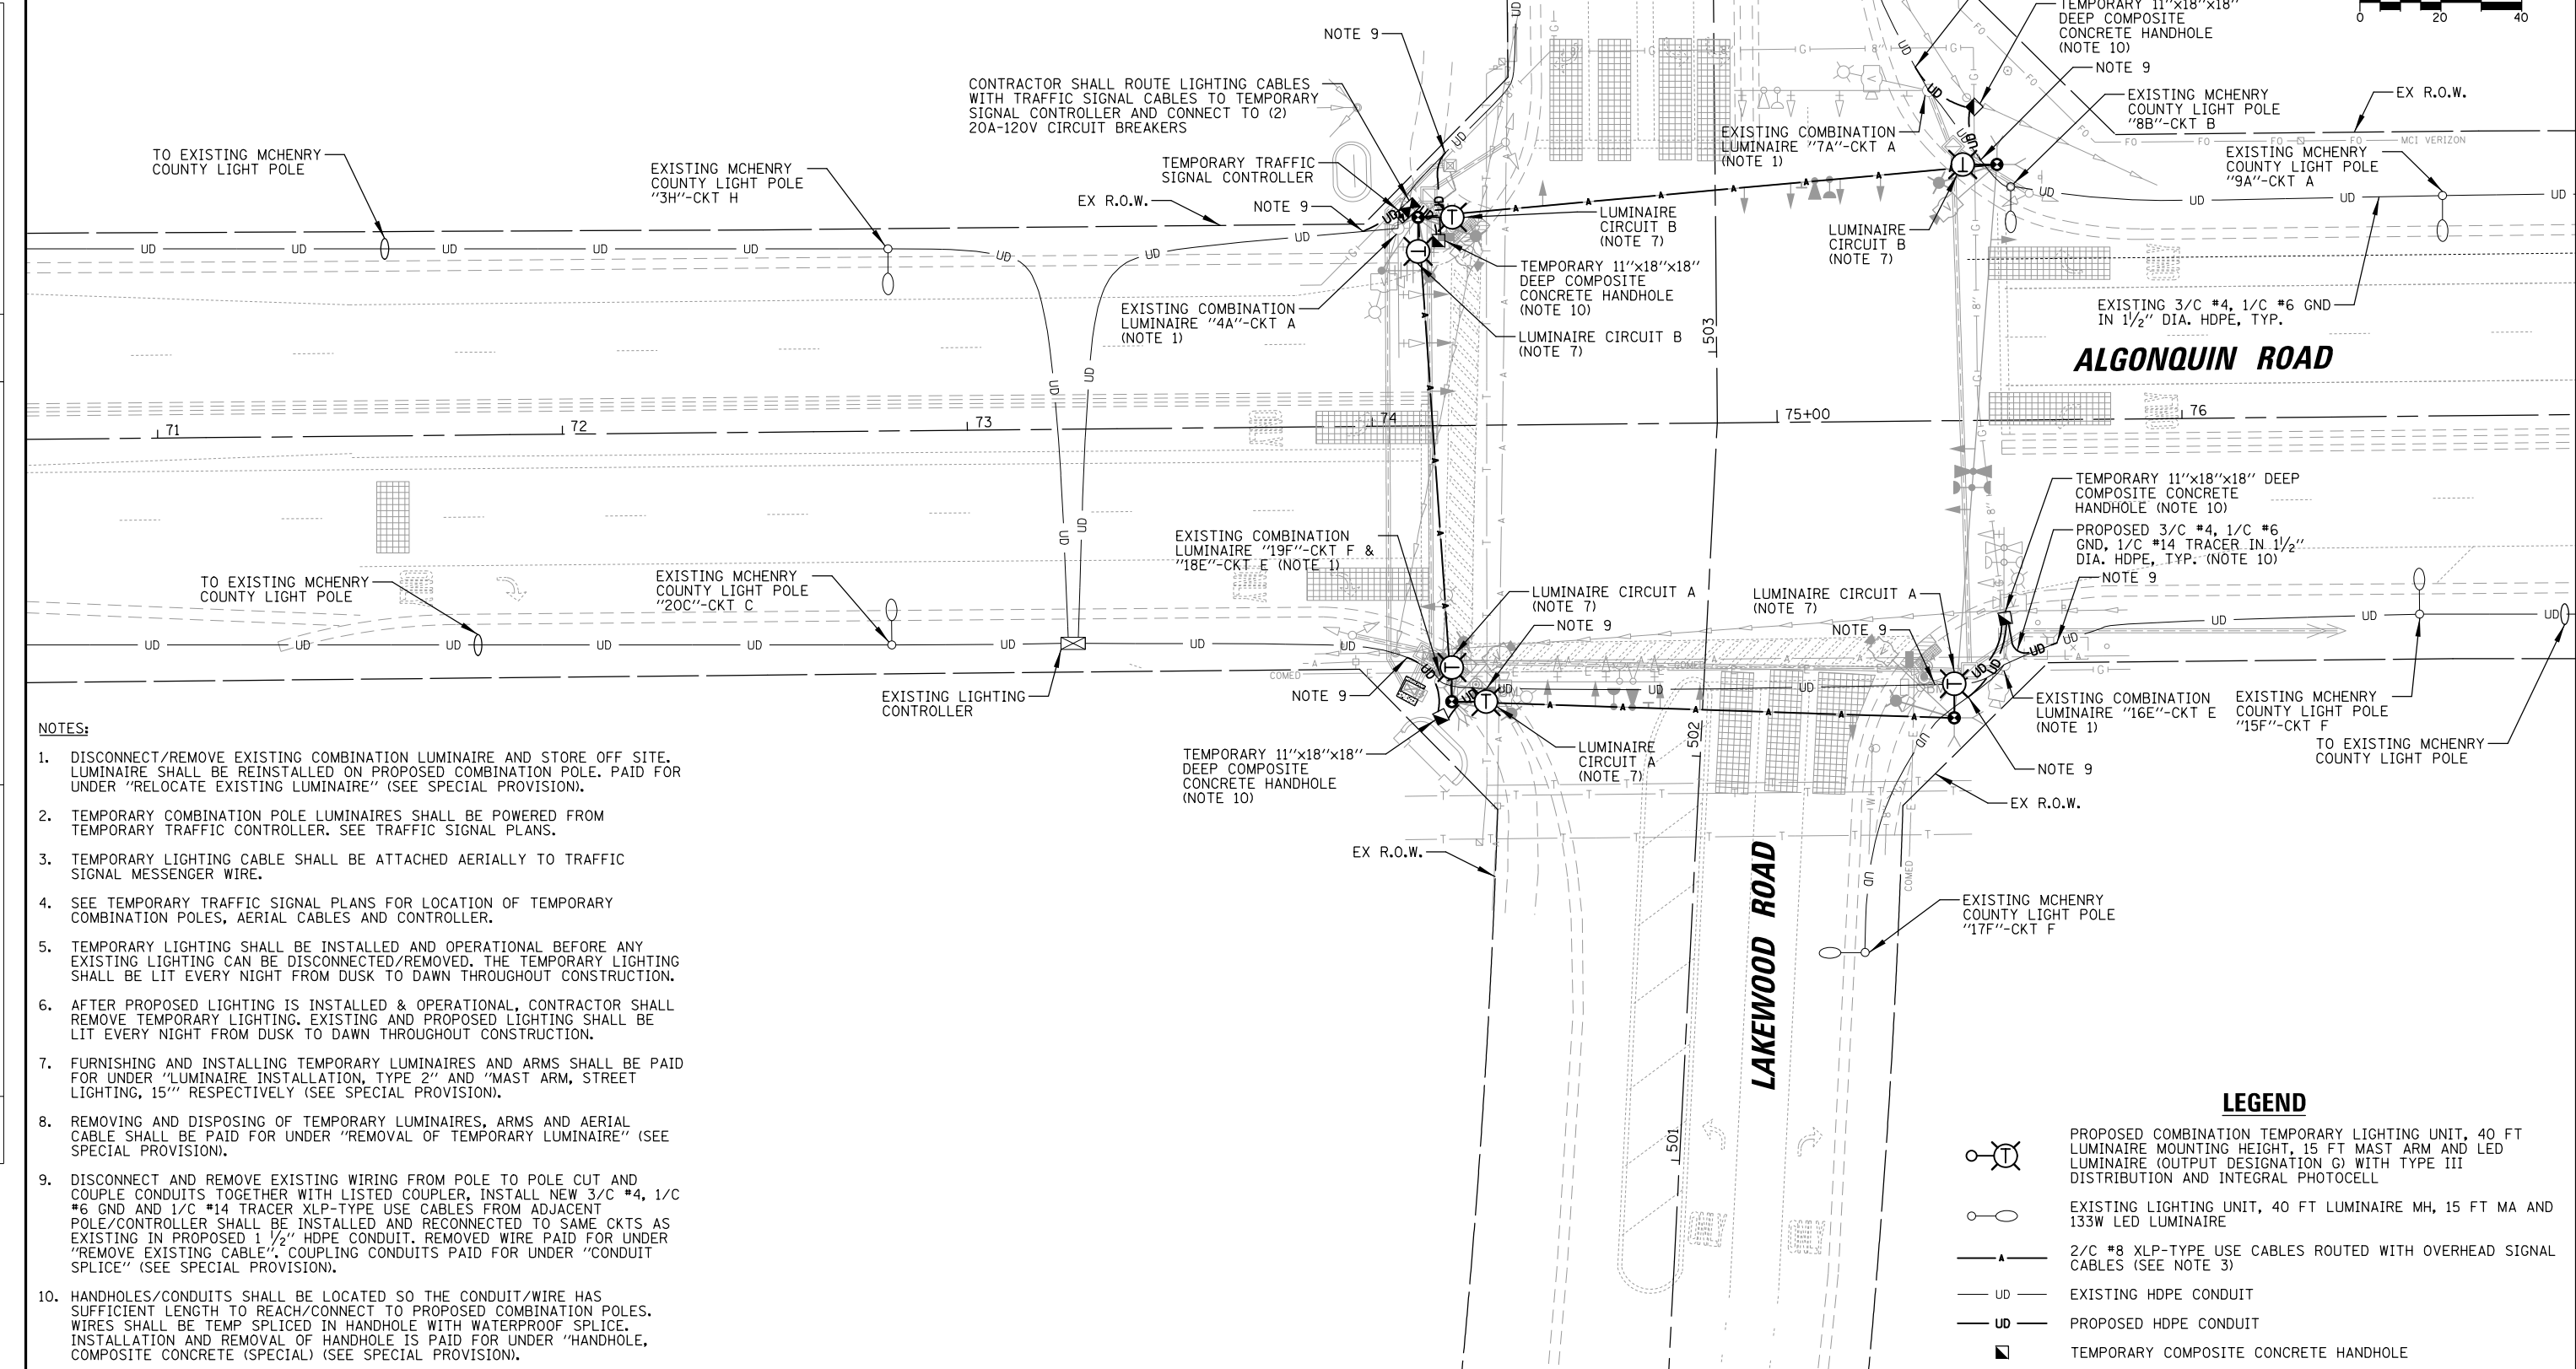 TEMPORARY 11"x18"x18"
DEEP COMPOSITE
CONCRETE HANDHOLE
(NOTE 10)
0 20 40
NOTE 9
NOTE 9
CONTRACTOR SHALL ROUTE LIGHTING CABLES
WITH TRAFFIC SIGNAL CABLES TO TEMPORARY
SIGNAL CONTROLLER AND CONNECT TO (2)
20A-120V CIRCUIT BREAKERS
EXISTING MCHENRY
COUNTY LIGHT POLE
"8B"-CKT B
EX R.O.W.
MCI VERIZON
EXISTING COMBINATION
LUMINAIRE "7A"-CKT A
(NOTE 1)
TO EXISTING MCHENRY
COUNTY LIGHT POLE
EXISTING MCHENRY
COUNTY LIGHT POLE
"3H"-CKT H
TEMPORARY TRAFFIC
SIGNAL CONTROLLER
EX R.O.W.
NOTE 9
EXISTING MCHENRY
COUNTY LIGHT POLE
"9A"-CKT A
LUMINAIRE
CIRCUIT B
(NOTE 7)
LUMINAIRE
CIRCUIT B
(NOTE 7)
TEMPORARY 11"x18"x18"
DEEP COMPOSITE
CONCRETE HANDHOLE
(NOTE 10)
EXISTING COMBINATION
LUMINAIRE "4A"-CKT A
(NOTE 1)
LUMINAIRE CIRCUIT B
(NOTE 7)
EXISTING 3/C #4, 1/C #6 GND
IN 1 1/2" DIA. HDPE, TYP.
503
ALGONQUIN ROAD
71
72
73
74
75+00
76
TEMPORARY 11"x18"x18" DEEP
COMPOSITE CONCRETE
HANDHOLE (NOTE 10)
PROPOSED 3/C #4, 1/C #6
GND, 1/C #14 TRACER IN 1 1/2"
DIA. HDPE, TYP. (NOTE 10)
NOTE 9
EXISTING COMBINATION
LUMINAIRE "19F"-CKT F &
"18E"-CKT E (NOTE 1)
TO EXISTING MCHENRY
COUNTY LIGHT POLE
EXISTING MCHENRY
COUNTY LIGHT POLE
"20C"-CKT C
LUMINAIRE CIRCUIT A
(NOTE 7)
LUMINAIRE CIRCUIT A
(NOTE 7)
NOTE 9
NOTE 9
COMED
COMED
EXISTING LIGHTING
CONTROLLER
NOTE 9
EXISTING COMBINATION
LUMINAIRE "16E"-CKT E
(NOTE 1)
EXISTING MCHENRY
COUNTY LIGHT POLE
"15F"-CKT F
TO EXISTING MCHENRY
COUNTY LIGHT POLE
502
TEMPORARY 11"x18"x18"
DEEP COMPOSITE
CONCRETE HANDHOLE
(NOTE 10)
LUMINAIRE
CIRCUIT A
(NOTE 7)
NOTE 9
EX R.O.W.
EX R.O.W.
COMED
LAKEWOOD ROAD
EXISTING MCHENRY
COUNTY LIGHT POLE
"17F"-CKT F
501
NOTES:
1. DISCONNECT/REMOVE EXISTING COMBINATION LUMINAIRE AND STORE OFF SITE.
LUMINAIRE SHALL BE REINSTALLED ON PROPOSED COMBINATION POLE. PAID FOR
UNDER "RELOCATE EXISTING LUMINAIRE" (SEE SPECIAL PROVISION).
2. TEMPORARY COMBINATION POLE LUMINAIRES SHALL BE POWERED FROM
TEMPORARY TRAFFIC CONTROLLER. SEE TRAFFIC SIGNAL PLANS.
3. TEMPORARY LIGHTING CABLE SHALL BE ATTACHED AERIALLY TO TRAFFIC
SIGNAL MESSENGER WIRE.
4. SEE TEMPORARY TRAFFIC SIGNAL PLANS FOR LOCATION OF TEMPORARY
COMBINATION POLES, AERIAL CABLES AND CONTROLLER.
5. TEMPORARY LIGHTING SHALL BE INSTALLED AND OPERATIONAL BEFORE ANY
EXISTING LIGHTING CAN BE DISCONNECTED/REMOVED. THE TEMPORARY LIGHTING
SHALL BE LIT EVERY NIGHT FROM DUSK TO DAWN THROUGHOUT CONSTRUCTION.
6. AFTER PROPOSED LIGHTING IS INSTALLED & OPERATIONAL, CONTRACTOR SHALL
REMOVE TEMPORARY LIGHTING. EXISTING AND PROPOSED LIGHTING SHALL BE
LIT EVERY NIGHT FROM DUSK TO DAWN THROUGHOUT CONSTRUCTION.
7. FURNISHING AND INSTALLING TEMPORARY LUMINAIRES AND ARMS SHALL BE PAID
FOR UNDER "LUMINAIRE INSTALLATION, TYPE 2" AND "MAST ARM, STREET
LIGHTING, 15'" RESPECTIVELY (SEE SPECIAL PROVISION).
8. REMOVING AND DISPOSING OF TEMPORARY LUMINAIRES, ARMS AND AERIAL
CABLE SHALL BE PAID FOR UNDER "REMOVAL OF TEMPORARY LUMINAIRE" (SEE
SPECIAL PROVISION).
9. DISCONNECT AND REMOVE EXISTING WIRING FROM POLE TO POLE CUT AND
COUPLE CONDUITS TOGETHER WITH LISTED COUPLER, INSTALL NEW 3/C #4, 1/C
#6 GND AND 1/C #14 TRACER XLP-TYPE USE CABLES FROM ADJACENT
POLE/CONTROLLER SHALL BE INSTALLED AND RECONNECTED TO SAME CKTS AS
EXISTING IN PROPOSED 1 1/2" HDPE CONDUIT. REMOVED WIRE PAID FOR UNDER
"REMOVE EXISTING CABLE". COUPLING CONDUITS PAID FOR UNDER "CONDUIT
SPLICE" (SEE SPECIAL PROVISION).
10. HANDHOLES/CONDUITS SHALL BE LOCATED SO THE CONDUIT/WIRE HAS
SUFFICIENT LENGTH TO REACH/CONNECT TO PROPOSED COMBINATION POLES.
WIRES SHALL BE TEMP SPLICED IN HANDHOLE WITH WATERPROOF SPLICE.
INSTALLATION AND REMOVAL OF HANDHOLE IS PAID FOR UNDER "HANDHOLE,
COMPOSITE CONCRETE (SPECIAL) (SEE SPECIAL PROVISION).
LEGEND
PROPOSED COMBINATION TEMPORARY LIGHTING UNIT, 40 FT
LUMINAIRE MOUNTING HEIGHT, 15 FT MAST ARM AND LED
LUMINAIRE (OUTPUT DESIGNATION G) WITH TYPE III
DISTRIBUTION AND INTEGRAL PHOTOCELL
EXISTING LIGHTING UNIT, 40 FT LUMINAIRE MH, 15 FT MA AND
133W LED LUMINAIRE
A 2/C #8 XLP-TYPE USE CABLES ROUTED WITH OVERHEAD SIGNAL
CABLES (SEE NOTE 3)
UD EXISTING HDPE CONDUIT
UD PROPOSED HDPE CONDUIT
TEMPORARY COMPOSITE CONCRETE HANDHOLE